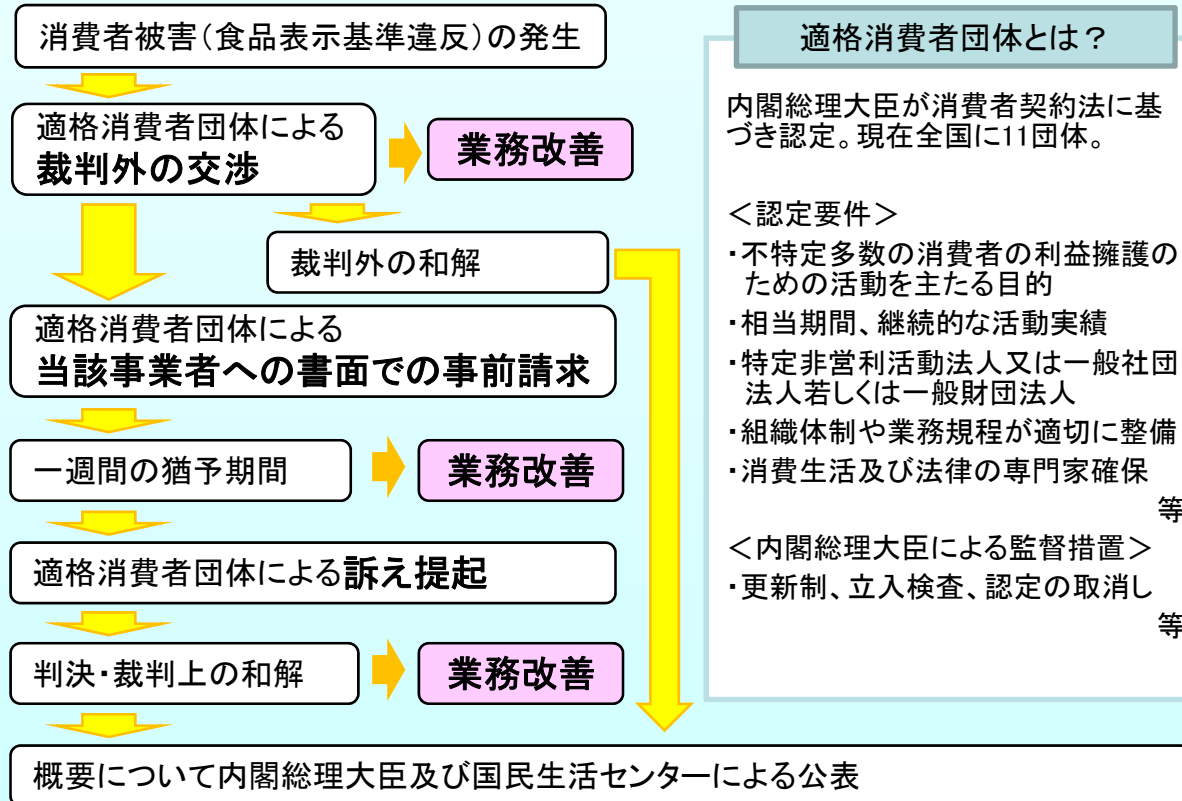 消費者被害(食品表示基準違反)の発生
適格消費者団体による
裁判外の交渉
業務改善
裁判外の和解
適格消費者団体による
当該事業者への書面での事前請求
一週間の猶予期間
業務改善
適格消費者団体による訴え提起
判決・裁判上の和解
業務改善
概要について内閣総理大臣及び国民生活センターによる公表
適格消費者団体とは?
内閣総理大臣が消費者契約法に基
づき認定。現在全国に11団体。
<認定要件>
・不特定多数の消費者の利益擁護の
ための活動を主たる目的
・相当期間、継続的な活動実績
・特定非営利活動法人又は一般社団
法人若しくは一般財団法人
・組織体制や業務規程が適切に整備
・消費生活及び法律の専門家確保
等
<内閣総理大臣による監督措置>
・更新制、立入検査、認定の取消し
等